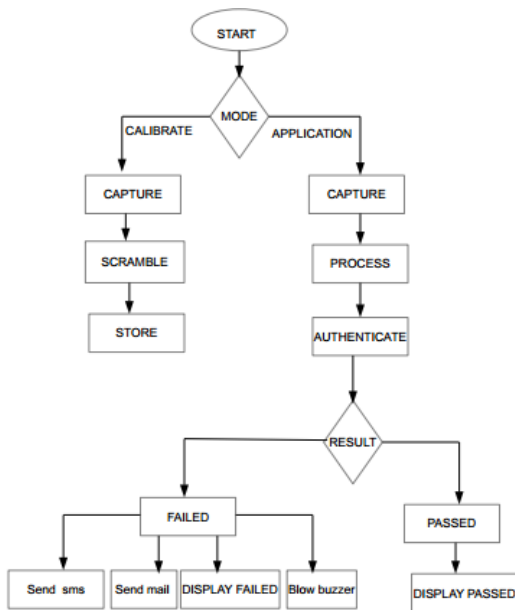 START
MODE
CALIBRATE
APPLICATION
CAPTURE
CAPTURE
SCRAMBLE
PROCESS
STORE
AUTHENTICATE
RESULT
FAILED
PASSED
Send sms
Send mail
DISPLAY FAILED
Blow buzzer
DISPLAY PASSED